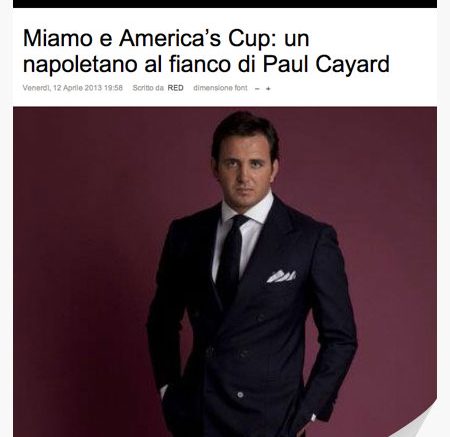 Miamo e America’s Cup: un
napoletano al fianco di Paul Cayard
Venerdì, 12 Aprile 2013 19:58 Scritto da RED dimensione font – +